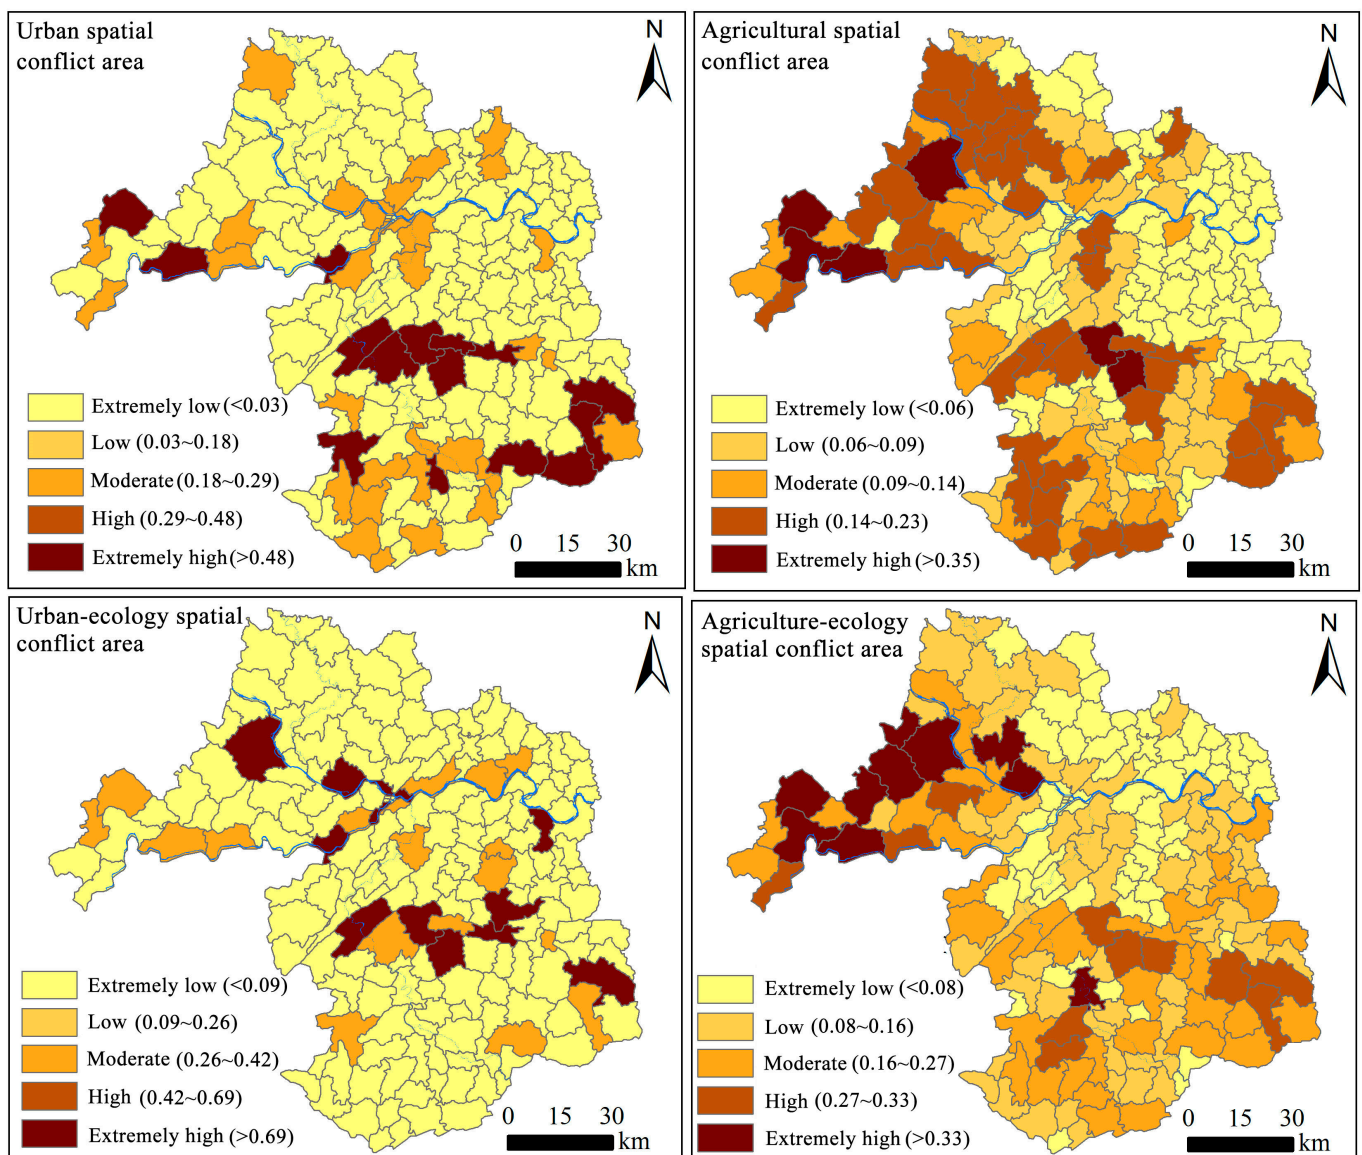 Urban spatial
conflict area
N
Extremely low (<0.03)
Low (0.03~0.18)
Moderate (0.18~0.29)
High (0.29~0.48)
Extremely high (>0.48)
0 15 30
km
Agricultural spatial
conflict area
N
Extremely low (<0.06)
Low (0.06~0.09)
Moderate (0.09~0.14)
High (0.14~0.23)
Extremely high (>0.35)
0 15 30
km
Urban-ecology spatial
conflict area
N
Extremely low (<0.09)
Low (0.09~0.26)
Moderate (0.26~0.42)
High (0.42~0.69)
Extremely high (>0.69)
0 15 30
km
Agriculture-ecology
spatial conflict area
N
Extremely low (<0.08)
Low (0.08~0.16)
Moderate (0.16~0.27)
High (0.27~0.33)
Extremely high (>0.33)
0 15 30
km